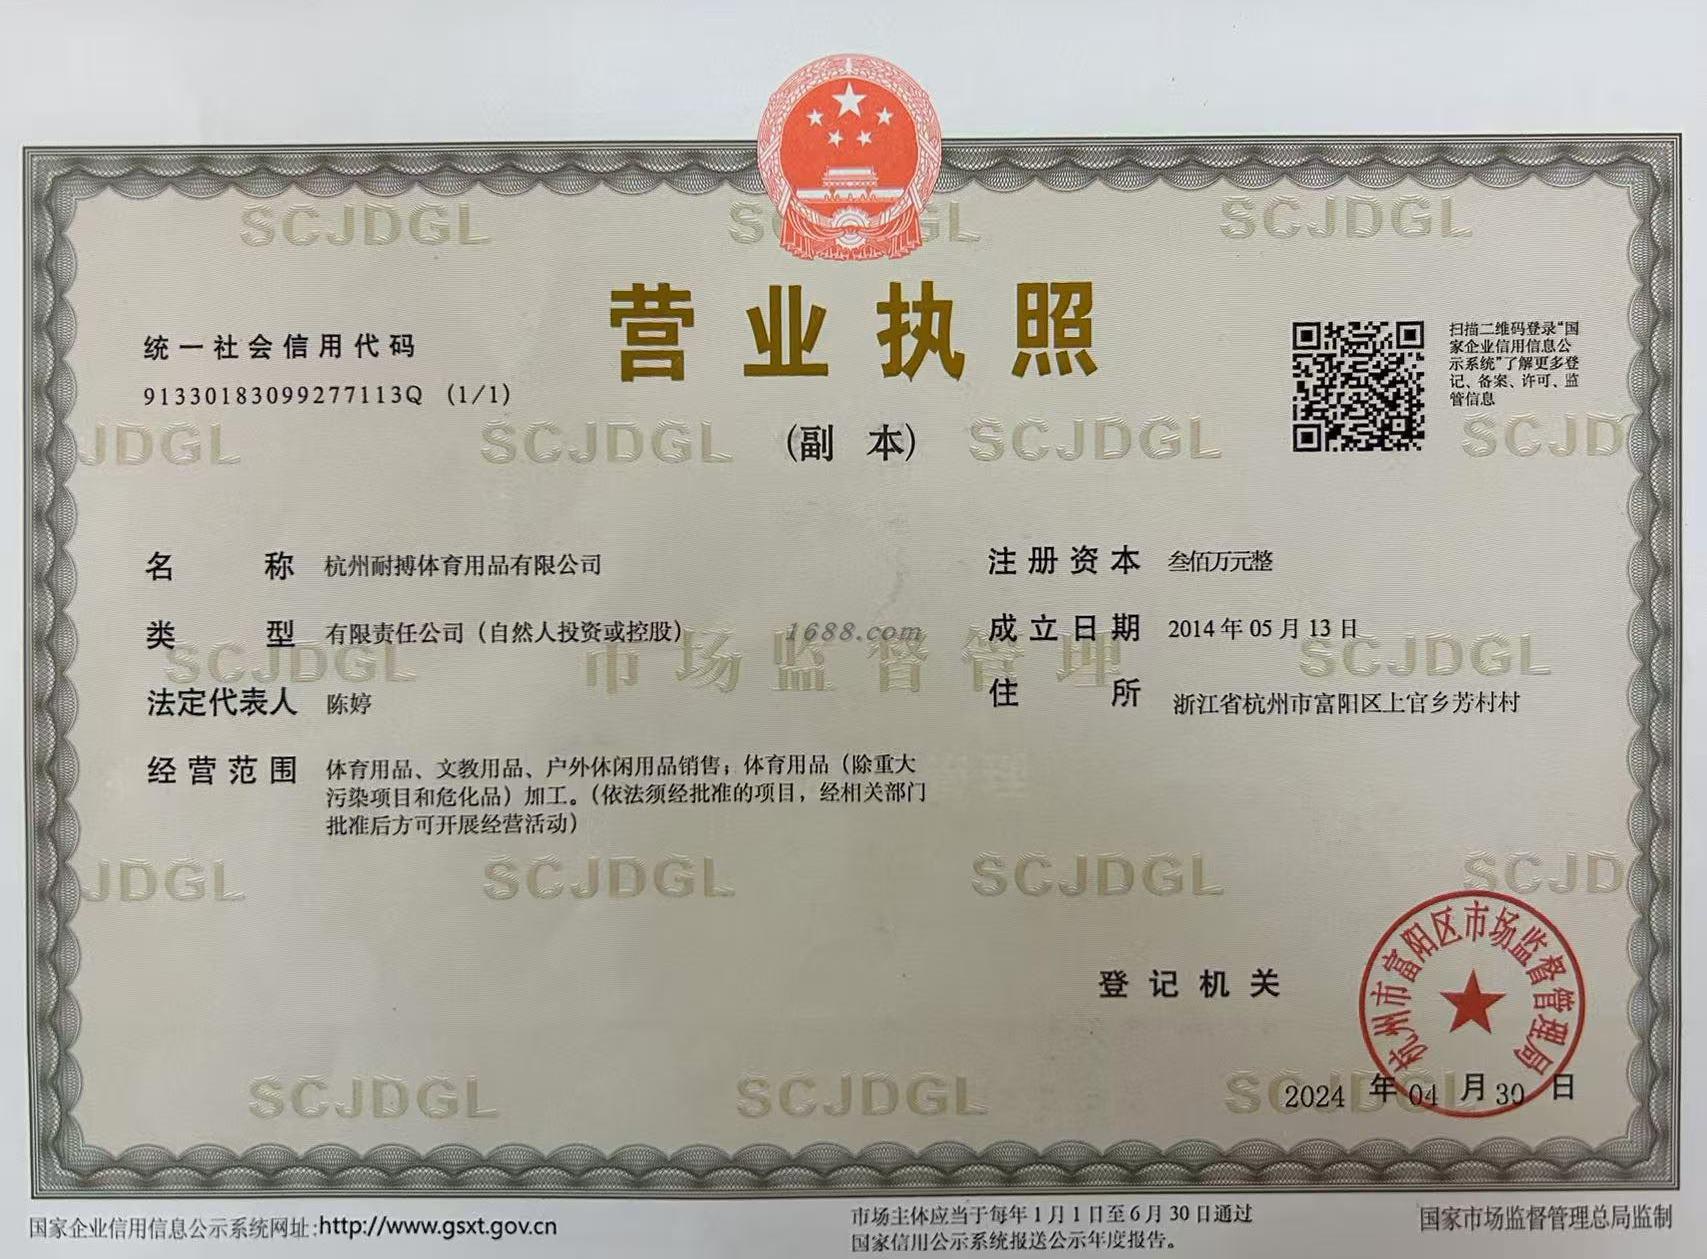 SCJDGL SCJDGL SCJDGL
营业执照
(副 本)
统一社会信用代码
91330183099277113Q (1/1)
扫描二维码登录“国
家企业信用信息公
示系统”了解更多登
记、备案、许可、监
管信息
JDGL SCJDGL SCJDGL SCJD
名称 杭州耐搏体育用品有限公司
类型 有限责任公司（自然人投资或控股）
法定代表人 陈婷
经营范围 体育用品、文教用品、户外休闲用品销售；体育用品（除重大
污染项目和危化品）加工。（依法须经批准的项目，经相关部门
批准后方可开展经营活动）
注册资本 叁佰万元整
成立日期 2014年05月13日
住所 浙江省杭州市富阳区上官乡芳村村
1688.com
SCJDGL 市场监督管理 SCJDGL
JDGL SCJDGL SCJDGL SCJD
登记机关
杭州市富阳区市场监督管理局
2024年04月30日
SCJDGL SCJDGL SCJDGL
国家企业信用信息公示系统网址:http://www.gsxt.gov.cn
市场主体应当于每年1月1日至6月30日通过
国家信用公示系统报送公示年度报告。
国家市场监督管理总局监制